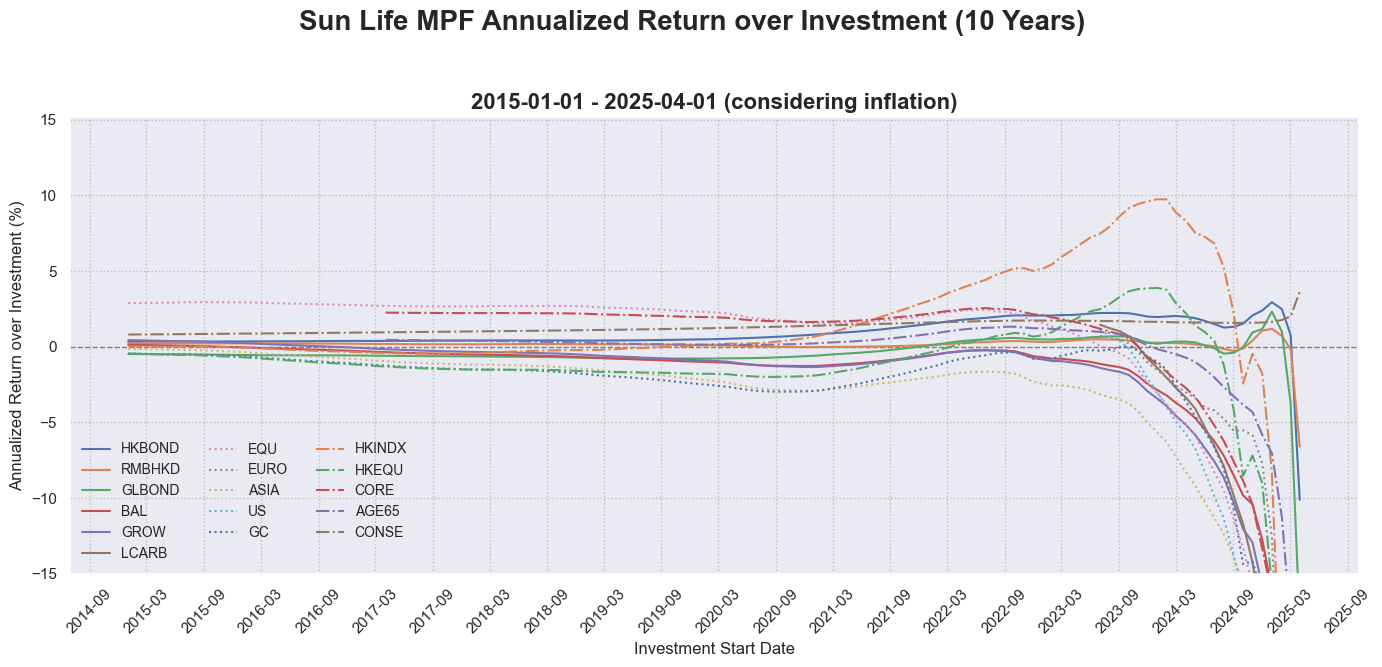 Sun Life MPF Annualized Return over Investment (10 Years)
2015-01-01 - 2025-04-01 (considering inflation)
Annualized Return over Investment (%)
15
10
5
0
−5
−10
−15
HKBOND
RMBHKD
GLBOND
BAL
GROW
LCARB
EQU
EURO
ASIA
US
GC
HKINDX
HKEQU
CORE
AGE65
CONSE
2014-09
2015-03
2015-09
2016-03
2016-09
2017-03
2017-09
2018-03
2018-09
2019-03
2019-09
2020-03
2020-09
2021-03
2021-09
2022-03
2022-09
2023-03
2023-09
2024-03
2024-09
2025-03
2025-09
Investment Start Date